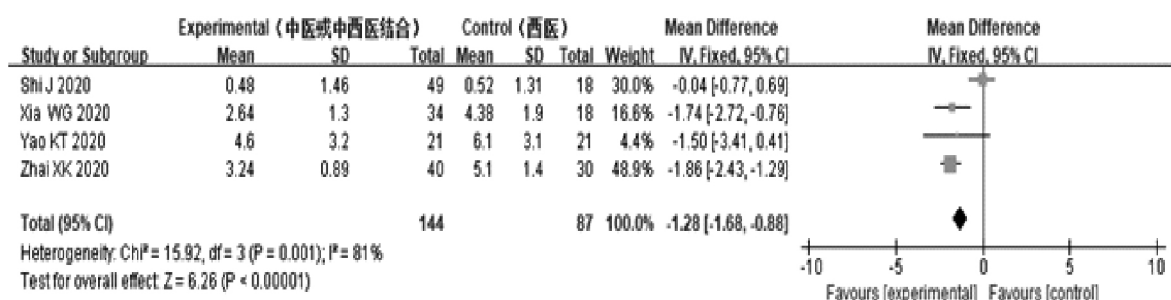 Experimental (中医或中西医结合) Control (西医) Mean Difference Mean Difference
Study or Subgroup Mean SD Total Mean SD Total Weight IV, Fixed, 95% CI IV, Fixed, 95% CI
Shi J 2020 0.48 1.46 49 0.52 1.31 18 30.0% -0.04 [-0.77, 0.69]
Xia WG 2020 2.64 1.3 34 4.38 1.9 18 16.6% -1.74 [-2.72, -0.76]
Yao KT 2020 4.6 3.2 21 6.1 3.1 21 4.4% -1.50 [-3.41, 0.41]
Zhai XK 2020 3.24 0.89 40 5.1 1.4 30 48.9% -1.86 [-2.43, -1.29]
Total (95% CI) 144 87 100.0% -1.28 [-1.68, -0.88]
Heterogeneity: Chi² = 15.92, df = 3 (P = 0.001); I² = 81%
Test for overall effect: Z = 6.26 (P < 0.00001)
-10 -5 0 5 10
Favours [experimental] Favours [control]